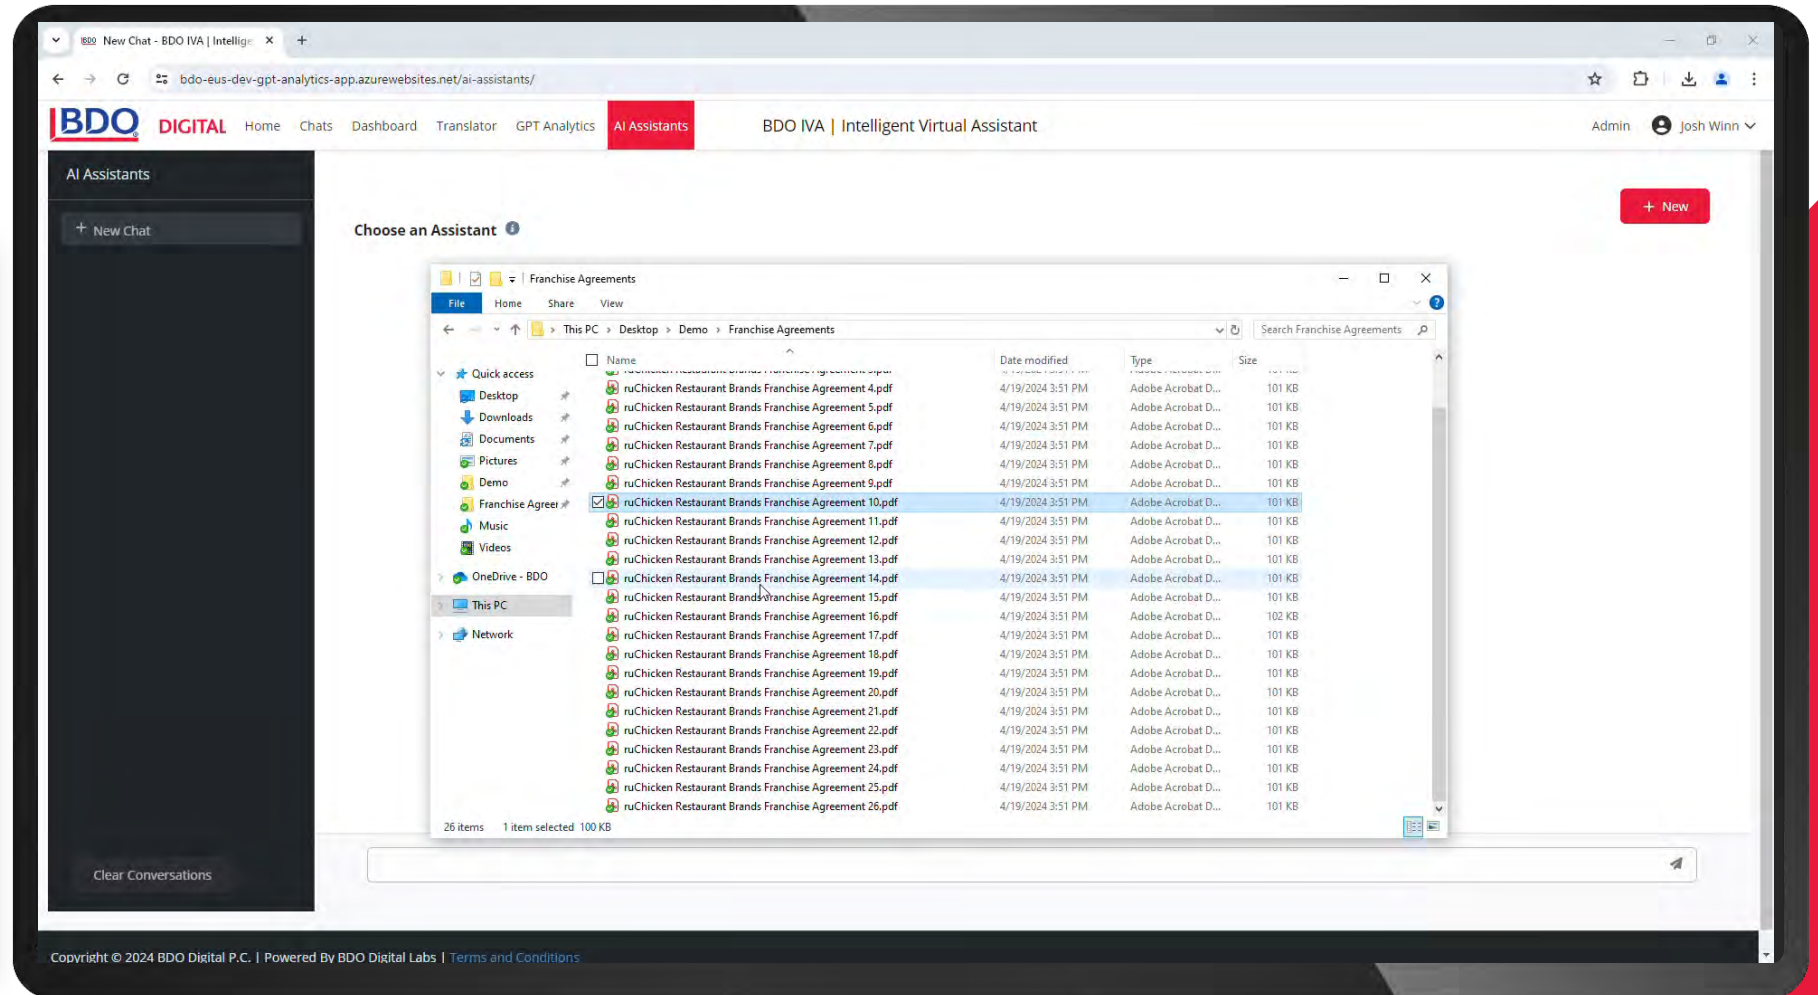 BDO New Chat - BDO IVA | Intellige
bdo-eus-dev-gpt-analytics-app.azurewebsites.net/ai-assistants/
BDO DIGITAL Home Chats Dashboard Translator GPT Analytics AI Assistants BDO IVA | Intelligent Virtual Assistant Admin Josh Winn
AI Assistants
+ New
+ New Chat
Choose an Assistant
Franchise Agreements
File Home Share View
This PC > Desktop > Demo > Franchise Agreements Search Franchise Agreements
Name Date modified Type Size
Quick access
Desktop
Downloads
Documents
Pictures
Demo
Franchise Agreer
Music
Videos
OneDrive - BDO
This PC
Network
ruChicken Restaurant Brands Franchise Agreement 4.pdf 4/19/2024 3:51 PM Adobe Acrobat D... 101 KB
ruChicken Restaurant Brands Franchise Agreement 5.pdf 4/19/2024 3:51 PM Adobe Acrobat D... 101 KB
ruChicken Restaurant Brands Franchise Agreement 6.pdf 4/19/2024 3:51 PM Adobe Acrobat D... 101 KB
ruChicken Restaurant Brands Franchise Agreement 7.pdf 4/19/2024 3:51 PM Adobe Acrobat D... 101 KB
ruChicken Restaurant Brands Franchise Agreement 8.pdf 4/19/2024 3:51 PM Adobe Acrobat D... 101 KB
ruChicken Restaurant Brands Franchise Agreement 9.pdf 4/19/2024 3:51 PM Adobe Acrobat D... 101 KB
ruChicken Restaurant Brands Franchise Agreement 10.pdf 4/19/2024 3:51 PM Adobe Acrobat D... 101 KB
ruChicken Restaurant Brands Franchise Agreement 11.pdf 4/19/2024 3:51 PM Adobe Acrobat D... 101 KB
ruChicken Restaurant Brands Franchise Agreement 12.pdf 4/19/2024 3:51 PM Adobe Acrobat D... 101 KB
ruChicken Restaurant Brands Franchise Agreement 13.pdf 4/19/2024 3:51 PM Adobe Acrobat D... 101 KB
ruChicken Restaurant Brands Franchise Agreement 14.pdf 4/19/2024 3:51 PM Adobe Acrobat D... 101 KB
ruChicken Restaurant Brands Franchise Agreement 15.pdf 4/19/2024 3:51 PM Adobe Acrobat D... 101 KB
ruChicken Restaurant Brands Franchise Agreement 16.pdf 4/19/2024 3:51 PM Adobe Acrobat D... 102 KB
ruChicken Restaurant Brands Franchise Agreement 17.pdf 4/19/2024 3:51 PM Adobe Acrobat D... 101 KB
ruChicken Restaurant Brands Franchise Agreement 18.pdf 4/19/2024 3:51 PM Adobe Acrobat D... 101 KB
ruChicken Restaurant Brands Franchise Agreement 19.pdf 4/19/2024 3:51 PM Adobe Acrobat D... 101 KB
ruChicken Restaurant Brands Franchise Agreement 20.pdf 4/19/2024 3:51 PM Adobe Acrobat D... 101 KB
ruChicken Restaurant Brands Franchise Agreement 21.pdf 4/19/2024 3:51 PM Adobe Acrobat D... 101 KB
ruChicken Restaurant Brands Franchise Agreement 22.pdf 4/19/2024 3:51 PM Adobe Acrobat D... 101 KB
ruChicken Restaurant Brands Franchise Agreement 23.pdf 4/19/2024 3:51 PM Adobe Acrobat D... 101 KB
ruChicken Restaurant Brands Franchise Agreement 24.pdf 4/19/2024 3:51 PM Adobe Acrobat D... 101 KB
ruChicken Restaurant Brands Franchise Agreement 25.pdf 4/19/2024 3:51 PM Adobe Acrobat D... 101 KB
ruChicken Restaurant Brands Franchise Agreement 26.pdf 4/19/2024 3:51 PM Adobe Acrobat D... 101 KB
26 items 1 item selected 100 KB
Clear Conversations
Copyright © 2024 BDO Digital P.C. | Powered By BDO Digital Labs | Terms and Conditions